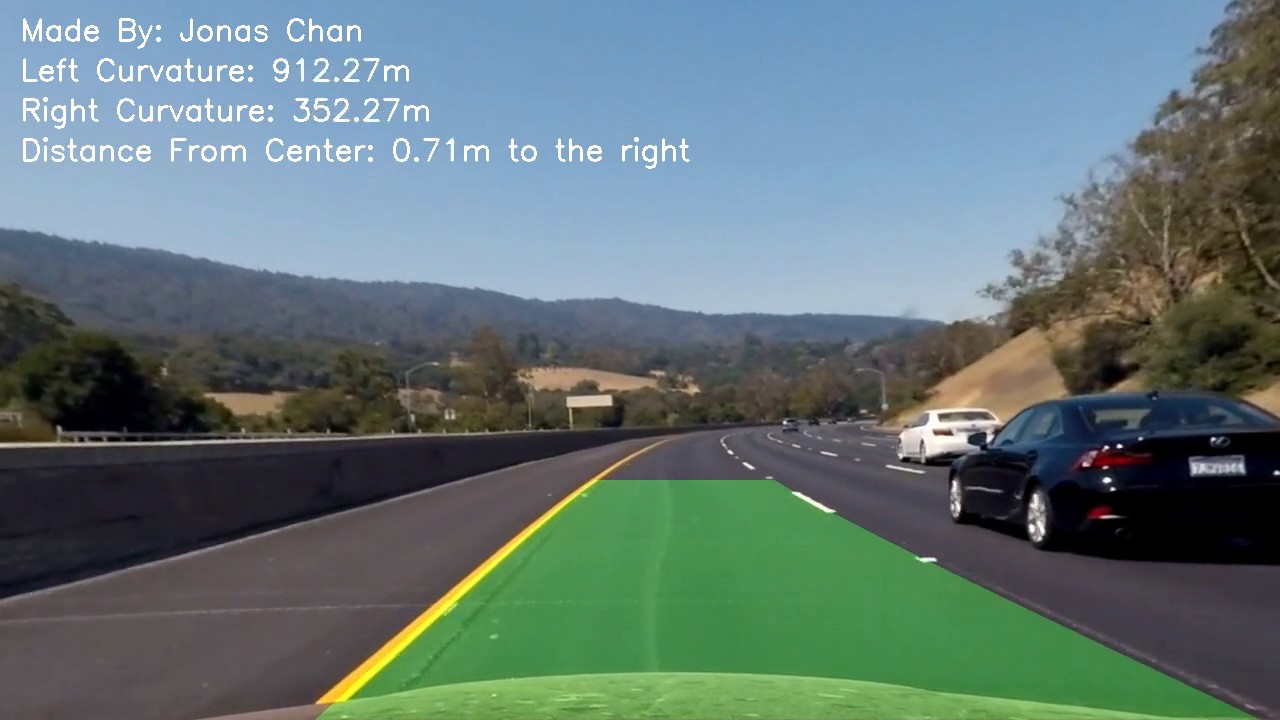 Made By: Jonas Chan
Left Curvature: 912.27m
Right Curvature: 352.27m
Distance From Center: 0.71m to the right